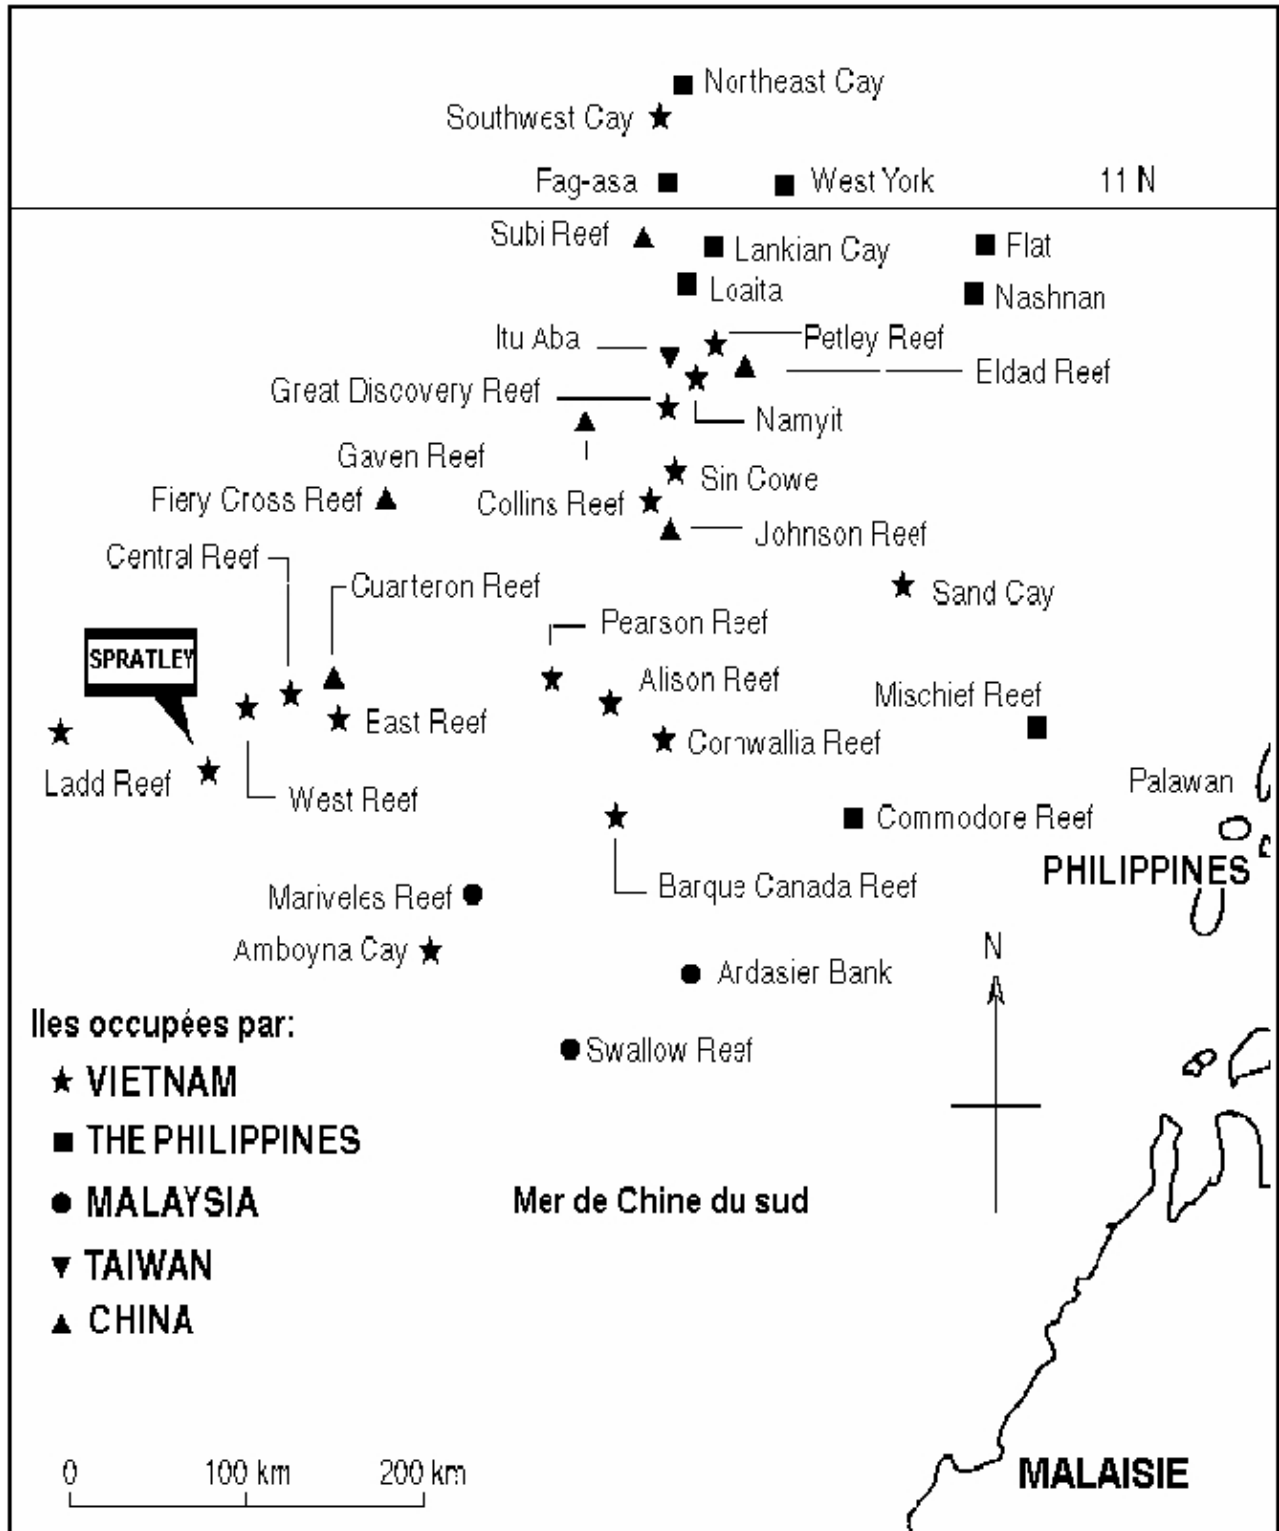 Northeast Cay
Southwest Cay
Fag-asa
West York
11 N
Subi Reef
Lankian Cay
Flat
Loaita
Nashnan
Itu Aba
Petley Reef
Eldad Reef
Great Discovery Reef
Namyit
Gaven Reef
Sin Cowe
Fiery Cross Reef
Collins Reef
Johnson Reef
Central Reef
Cuarteron Reef
Sand Cay
Pearson Reef
SPRATLEY
Alison Reef
Mischief Reef
East Reef
Cornwallia Reef
Ladd Reef
West Reef
Palawan
Commodore Reef
PHILIPPINES
Barque Canada Reef
Mariveles Reef
Amboyna Cay
N
Ardasier Bank
Iles occupées par:
Swallow Reef
VIETNAM
THE PHILIPPINES
MALAYSIA
Mer de Chine du sud
TAIWAN
CHINA
0 100 km 200 km
MALAISIE